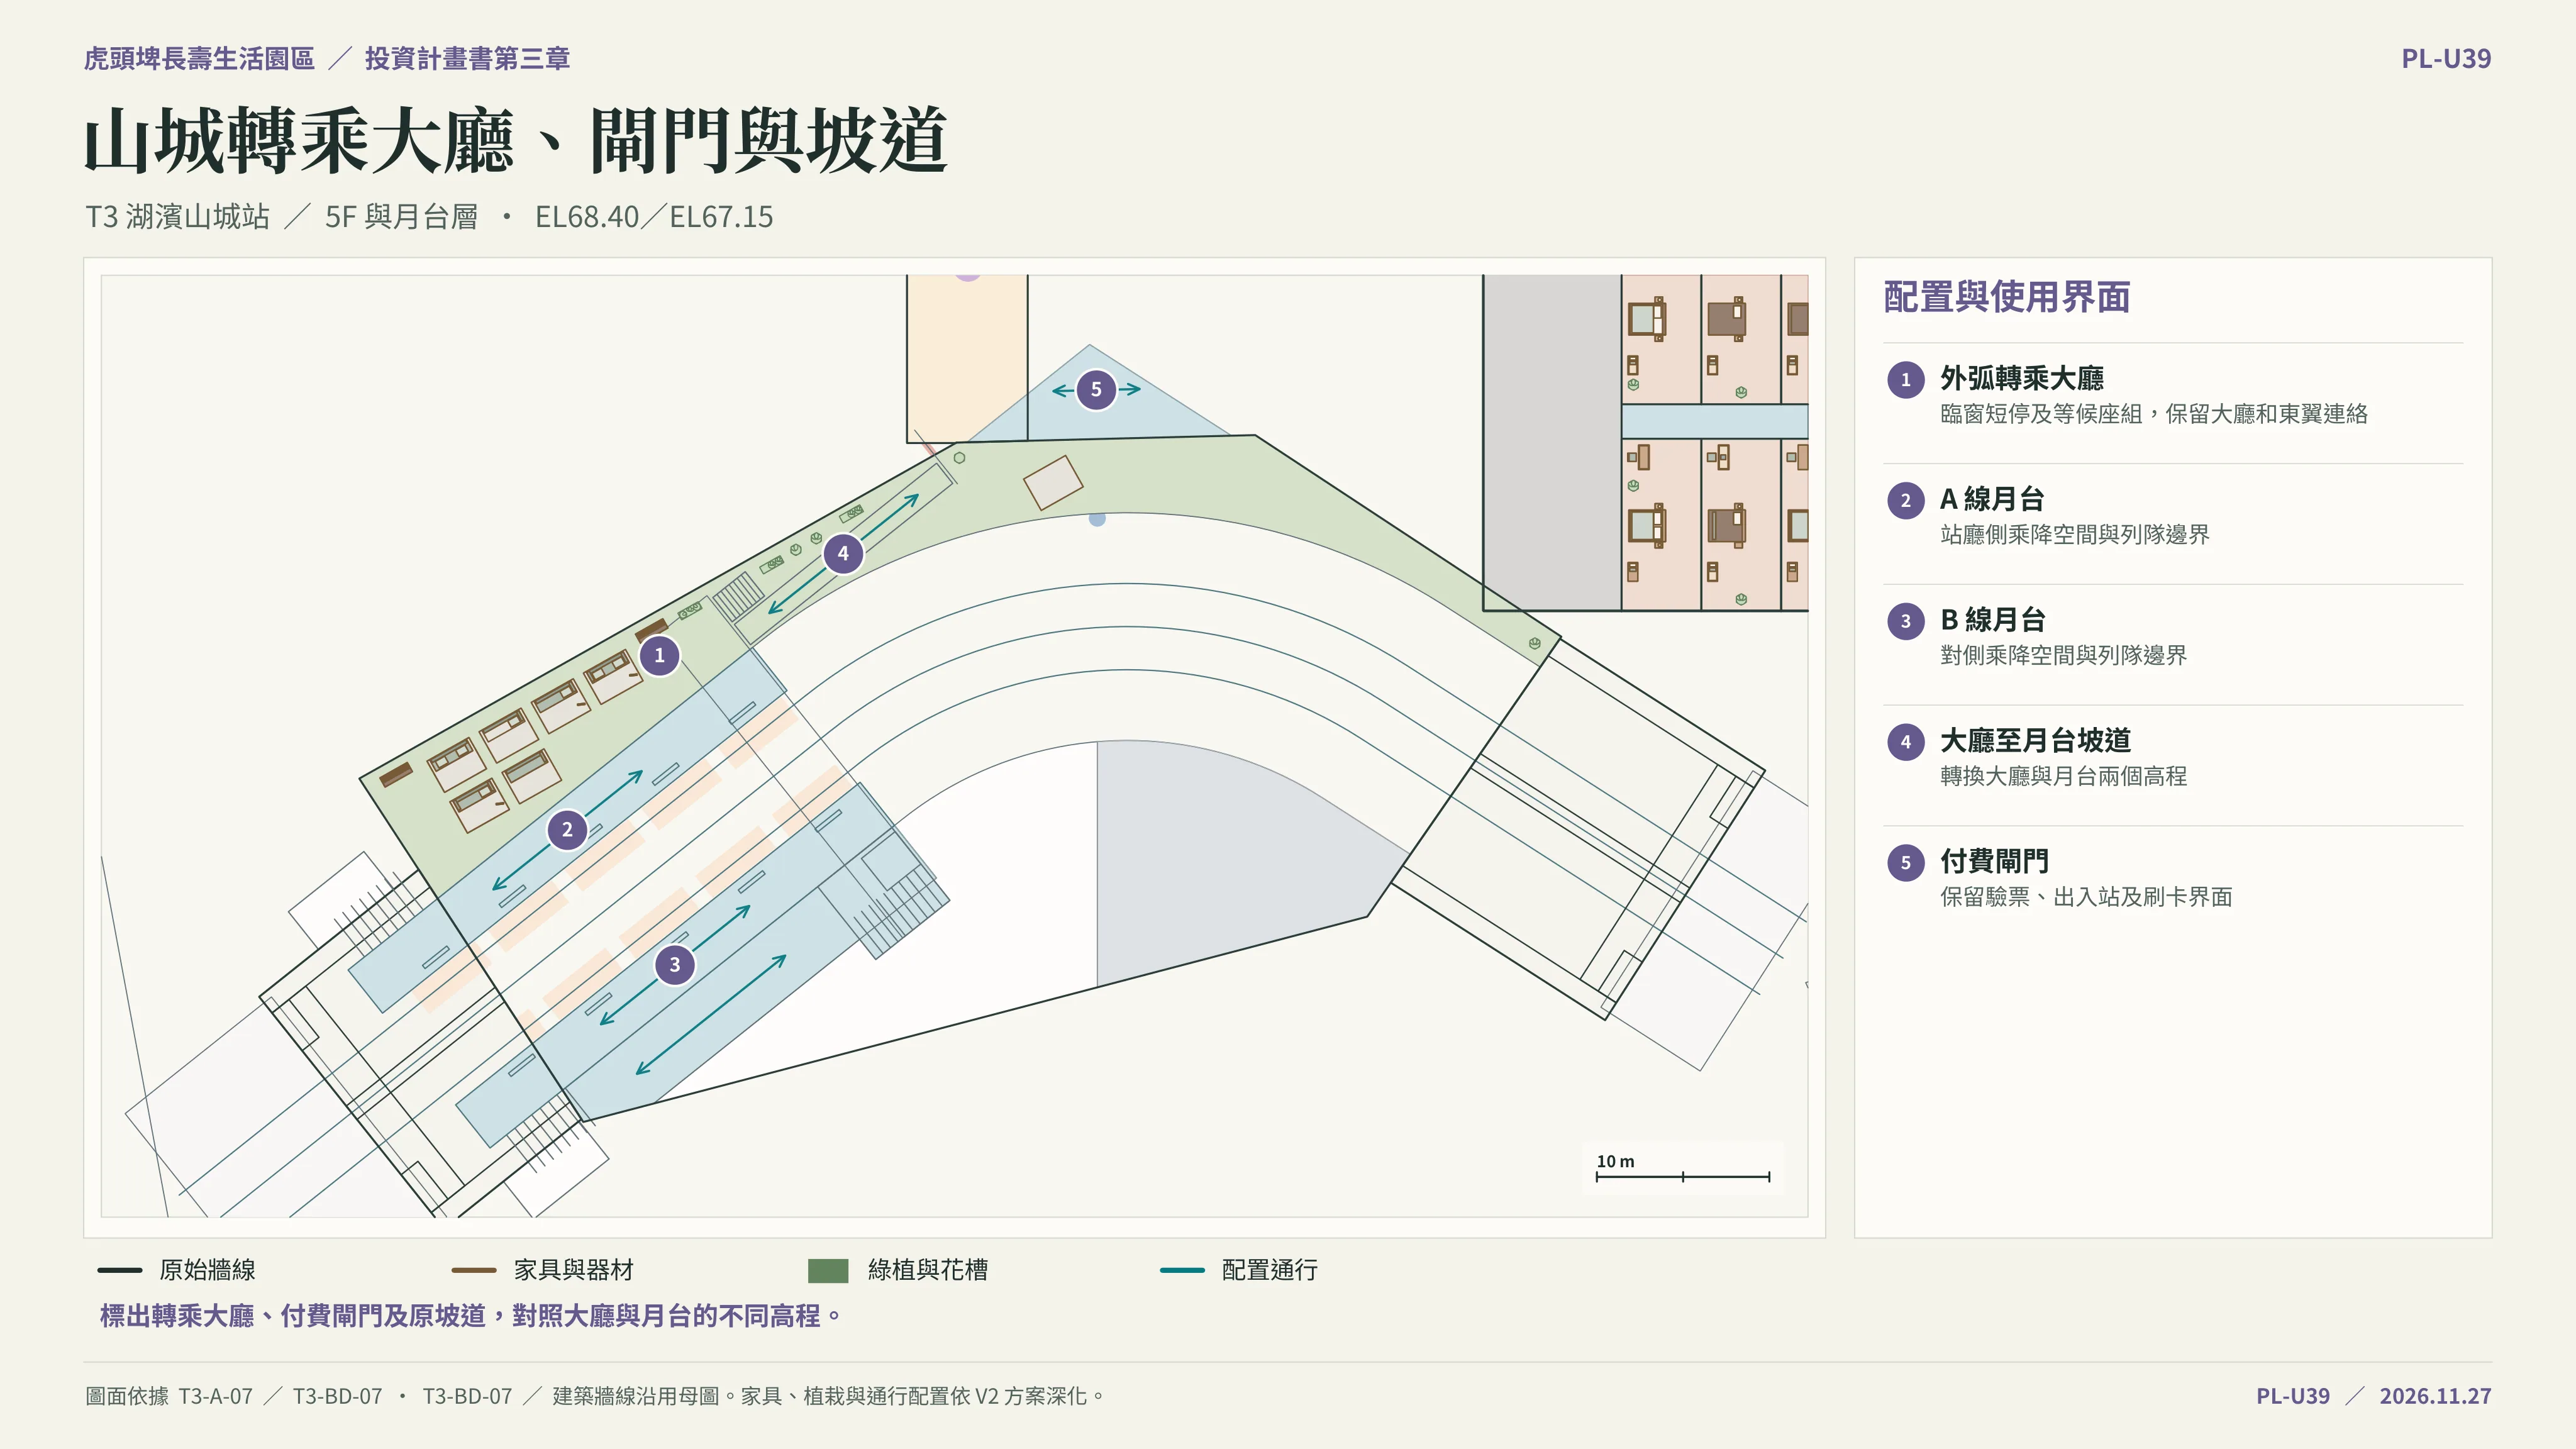 虎頭埤長壽生活園區 ／ 投資計畫書第三章
PL-U39
山城轉乘大廳、閘門與坡道
T3 湖濱山城站 ／ 5F 與月台層 ・ EL68.40／EL67.15
5
4
1
2
3
10 m
配置與使用界面
1 外弧轉乘大廳
臨窗短停及等候座組，保留大廳和東翼連絡
2 A 線月台
站廳側乘降空間與列隊邊界
3 B 線月台
對側乘降空間與列隊邊界
4 大廳至月台坡道
轉換大廳與月台兩個高程
5 付費閘門
保留驗票、出入站及刷卡界面
原始牆線 家具與器材 綠植與花槽 配置通行
標出轉乘大廳、付費閘門及原坡道，對照大廳與月台的不同高程。
圖面依據 T3-A-07 ／ T3-BD-07 ・ T3-BD-07 ／ 建築牆線沿用母圖。家具、植栽與通行配置依 V2 方案深化。
PL-U39 ／ 2026.11.27